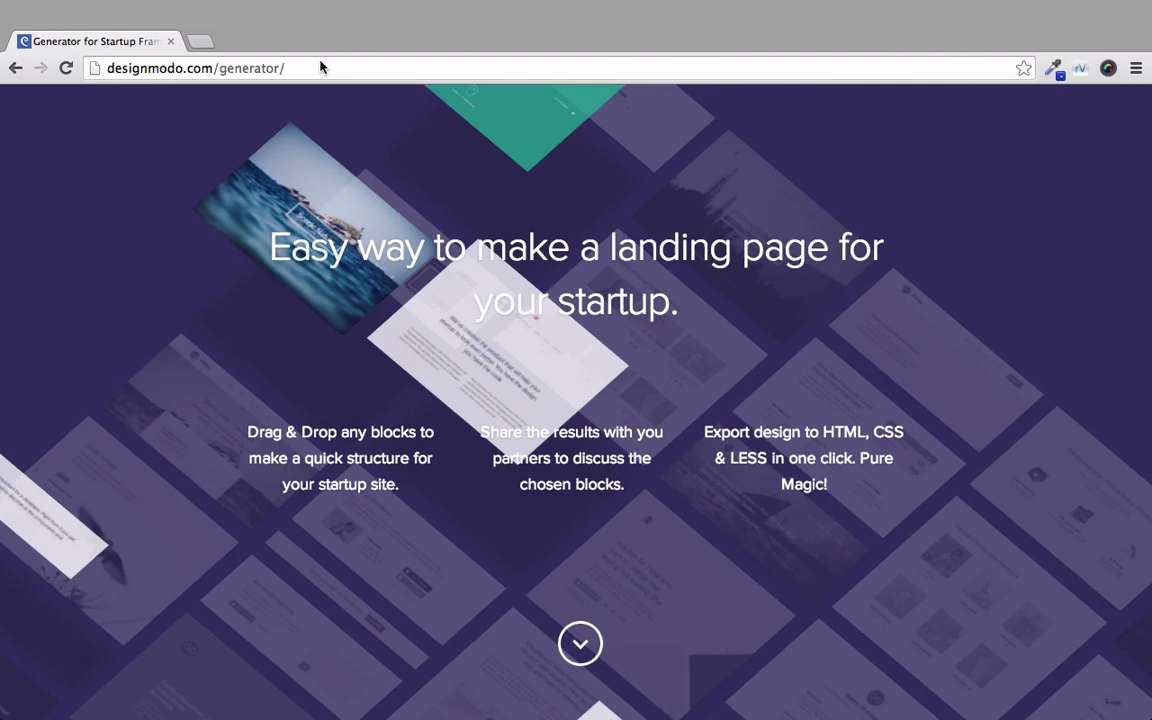 Generator for Startup Fram
designmodo.com/generator/
Easy way to make a landing page for
your startup.
Drag & Drop any blocks to
make a quick structure for
your startup site.
Share the results with you
partners to discuss the
chosen blocks.
Export design to HTML, CSS
& LESS in one click. Pure
Magic!